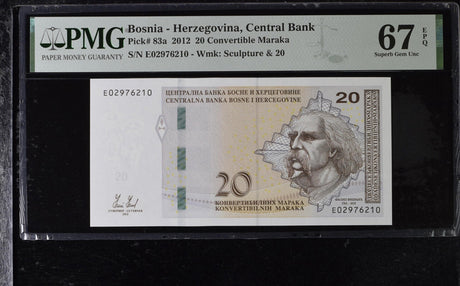 PMG
PAPER MONEY GUARANTY
Bosnia - Herzegovina, Central Bank
Pick# 83a 2012 20 Convertible Maraka
S/N E02976210 - Wmk: Sculpture & 20
67 EPQ
Superb Gem Unc
E02976210
ЦЕНТРАЛНА БАНКА БОСНЕ И ХЕРЦЕГОВИНЕ
CENTRALNA BANKA BOSNE I HERCEGOVINE
20
20
20
КОНВЕРТИБИЛНИХ МАРАКА
KONVERTIBILNIH MARAKA
E02976210